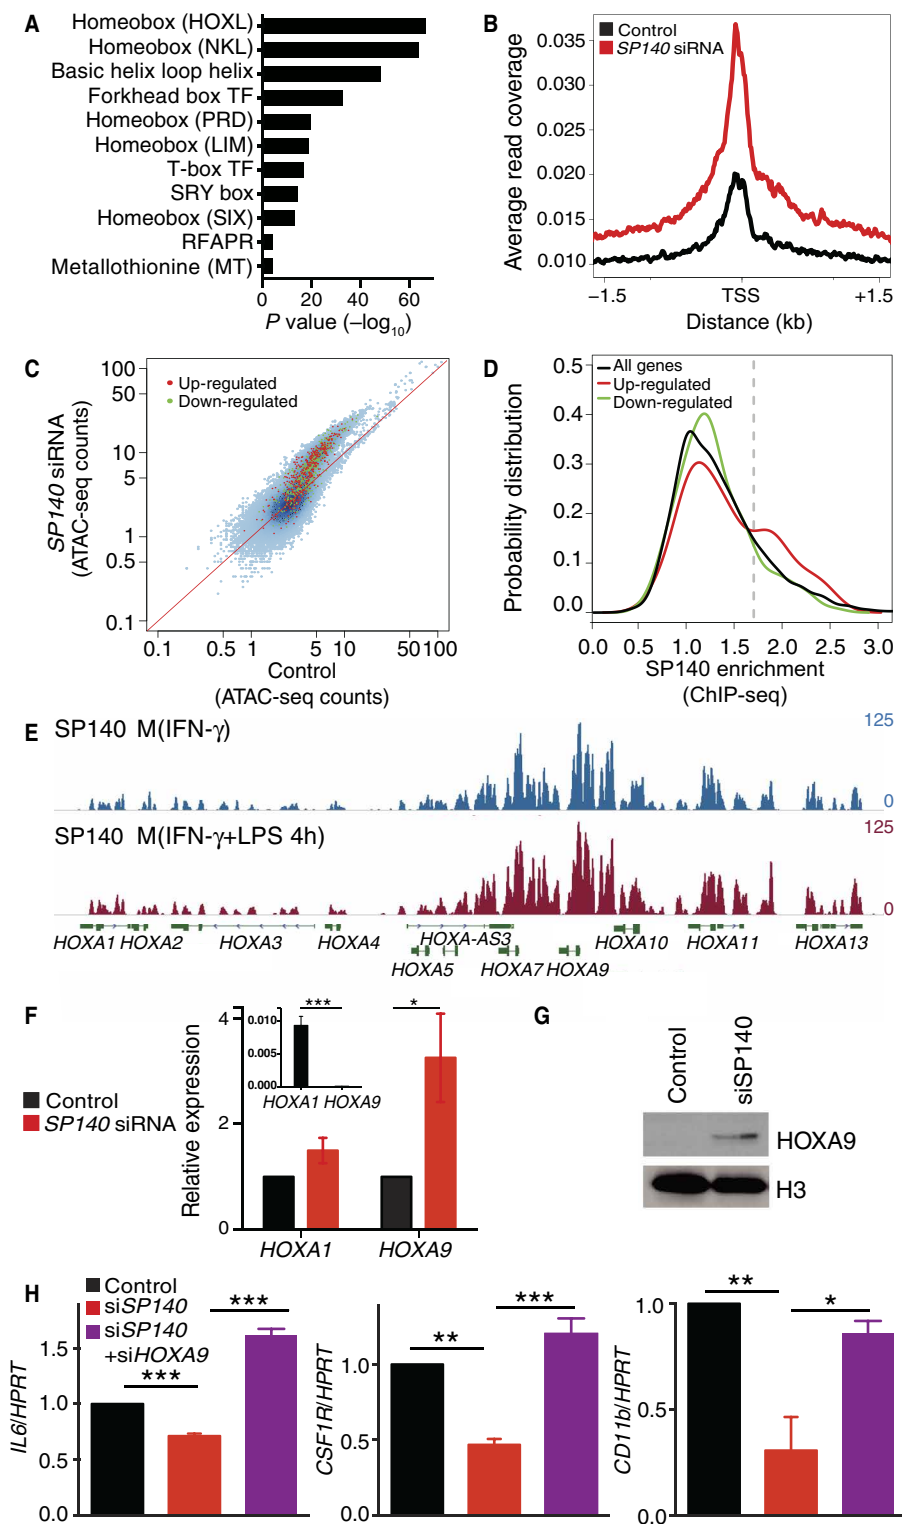 A
Homeobox (HOXL)
Homeobox (NKL)
Basic helix loop helix
Forkhead box TF
Homeobox (PRD)
Homeobox (LIM)
T-box TF
SRY box
Homeobox (SIX)
RFAPR
Metallothionine (MT)
0 20 40 60
P value (–log10)
B
Control
SP140 siRNA
Average read coverage
0.035
0.030
0.025
0.020
0.015
0.010
−1.5 TSS +1.5
Distance (kb)
C
Up-regulated
Down-regulated
SP140 siRNA
(ATAC-seq counts)
100
50
10
5
1
0.5
0.1
0.1 0.5 1 5 10 50 100
Control
(ATAC-seq counts)
D
All genes
Up-regulated
Down-regulated
Probability distribution
0.5
0.4
0.3
0.2
0.1
0.0
0.0 0.5 1.0 1.5 2.0 2.5 3.0
SP140 enrichment
(ChIP-seq)
E
SP140 M(IFN-γ)
125
0
SP140 M(IFN-γ+LPS 4h)
125
0
HOXA1 HOXA2 HOXA3 HOXA4 HOXA-AS3 HOXA10 HOXA11 HOXA13
HOXA5 HOXA7 HOXA9
F
Control
SP140 siRNA
Relative expression
4
2
0
0.010
0.005
0.000
***
HOXA1 HOXA9
*
HOXA1 HOXA9
G
Control
siSP140
HOXA9
H3
H
Control
siSP140
siSP140
+siHOXA9
IL6/HPRT
1.5
1.0
0.5
0.0
***
***
CSF1R/HPRT
1.0
0.5
0.0
**
***
CD11b/HPRT
1.0
0.5
0.0
**
*